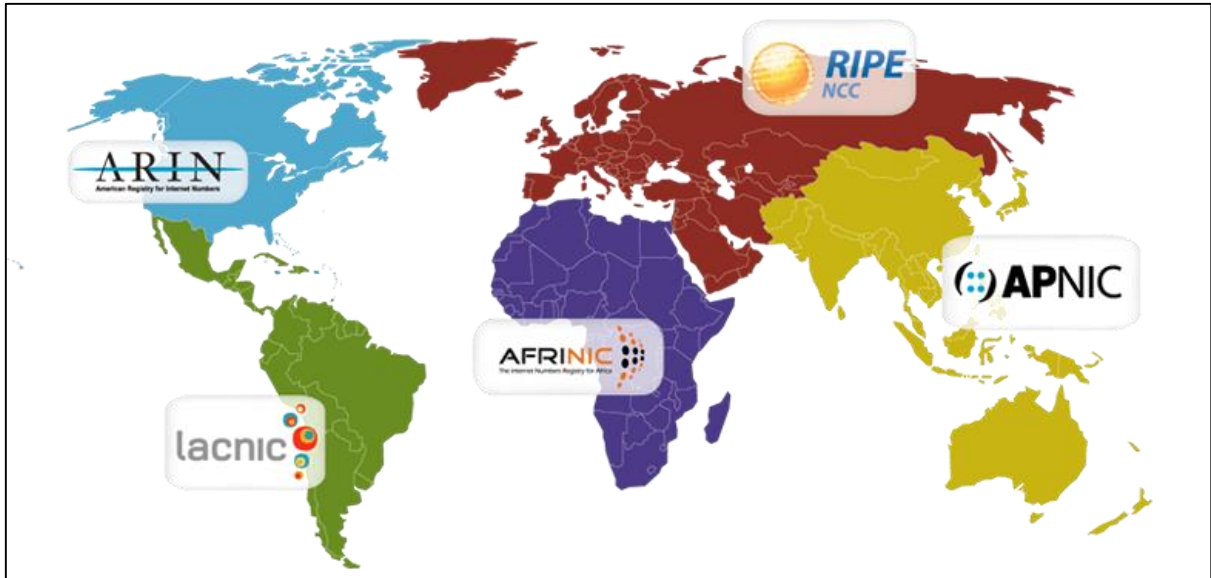 RIPE
NCC
ARIN
American Registry for Internet Numbers
APNIC
AFRINIC
The Internet Numbers Registry for Africa
lacnic